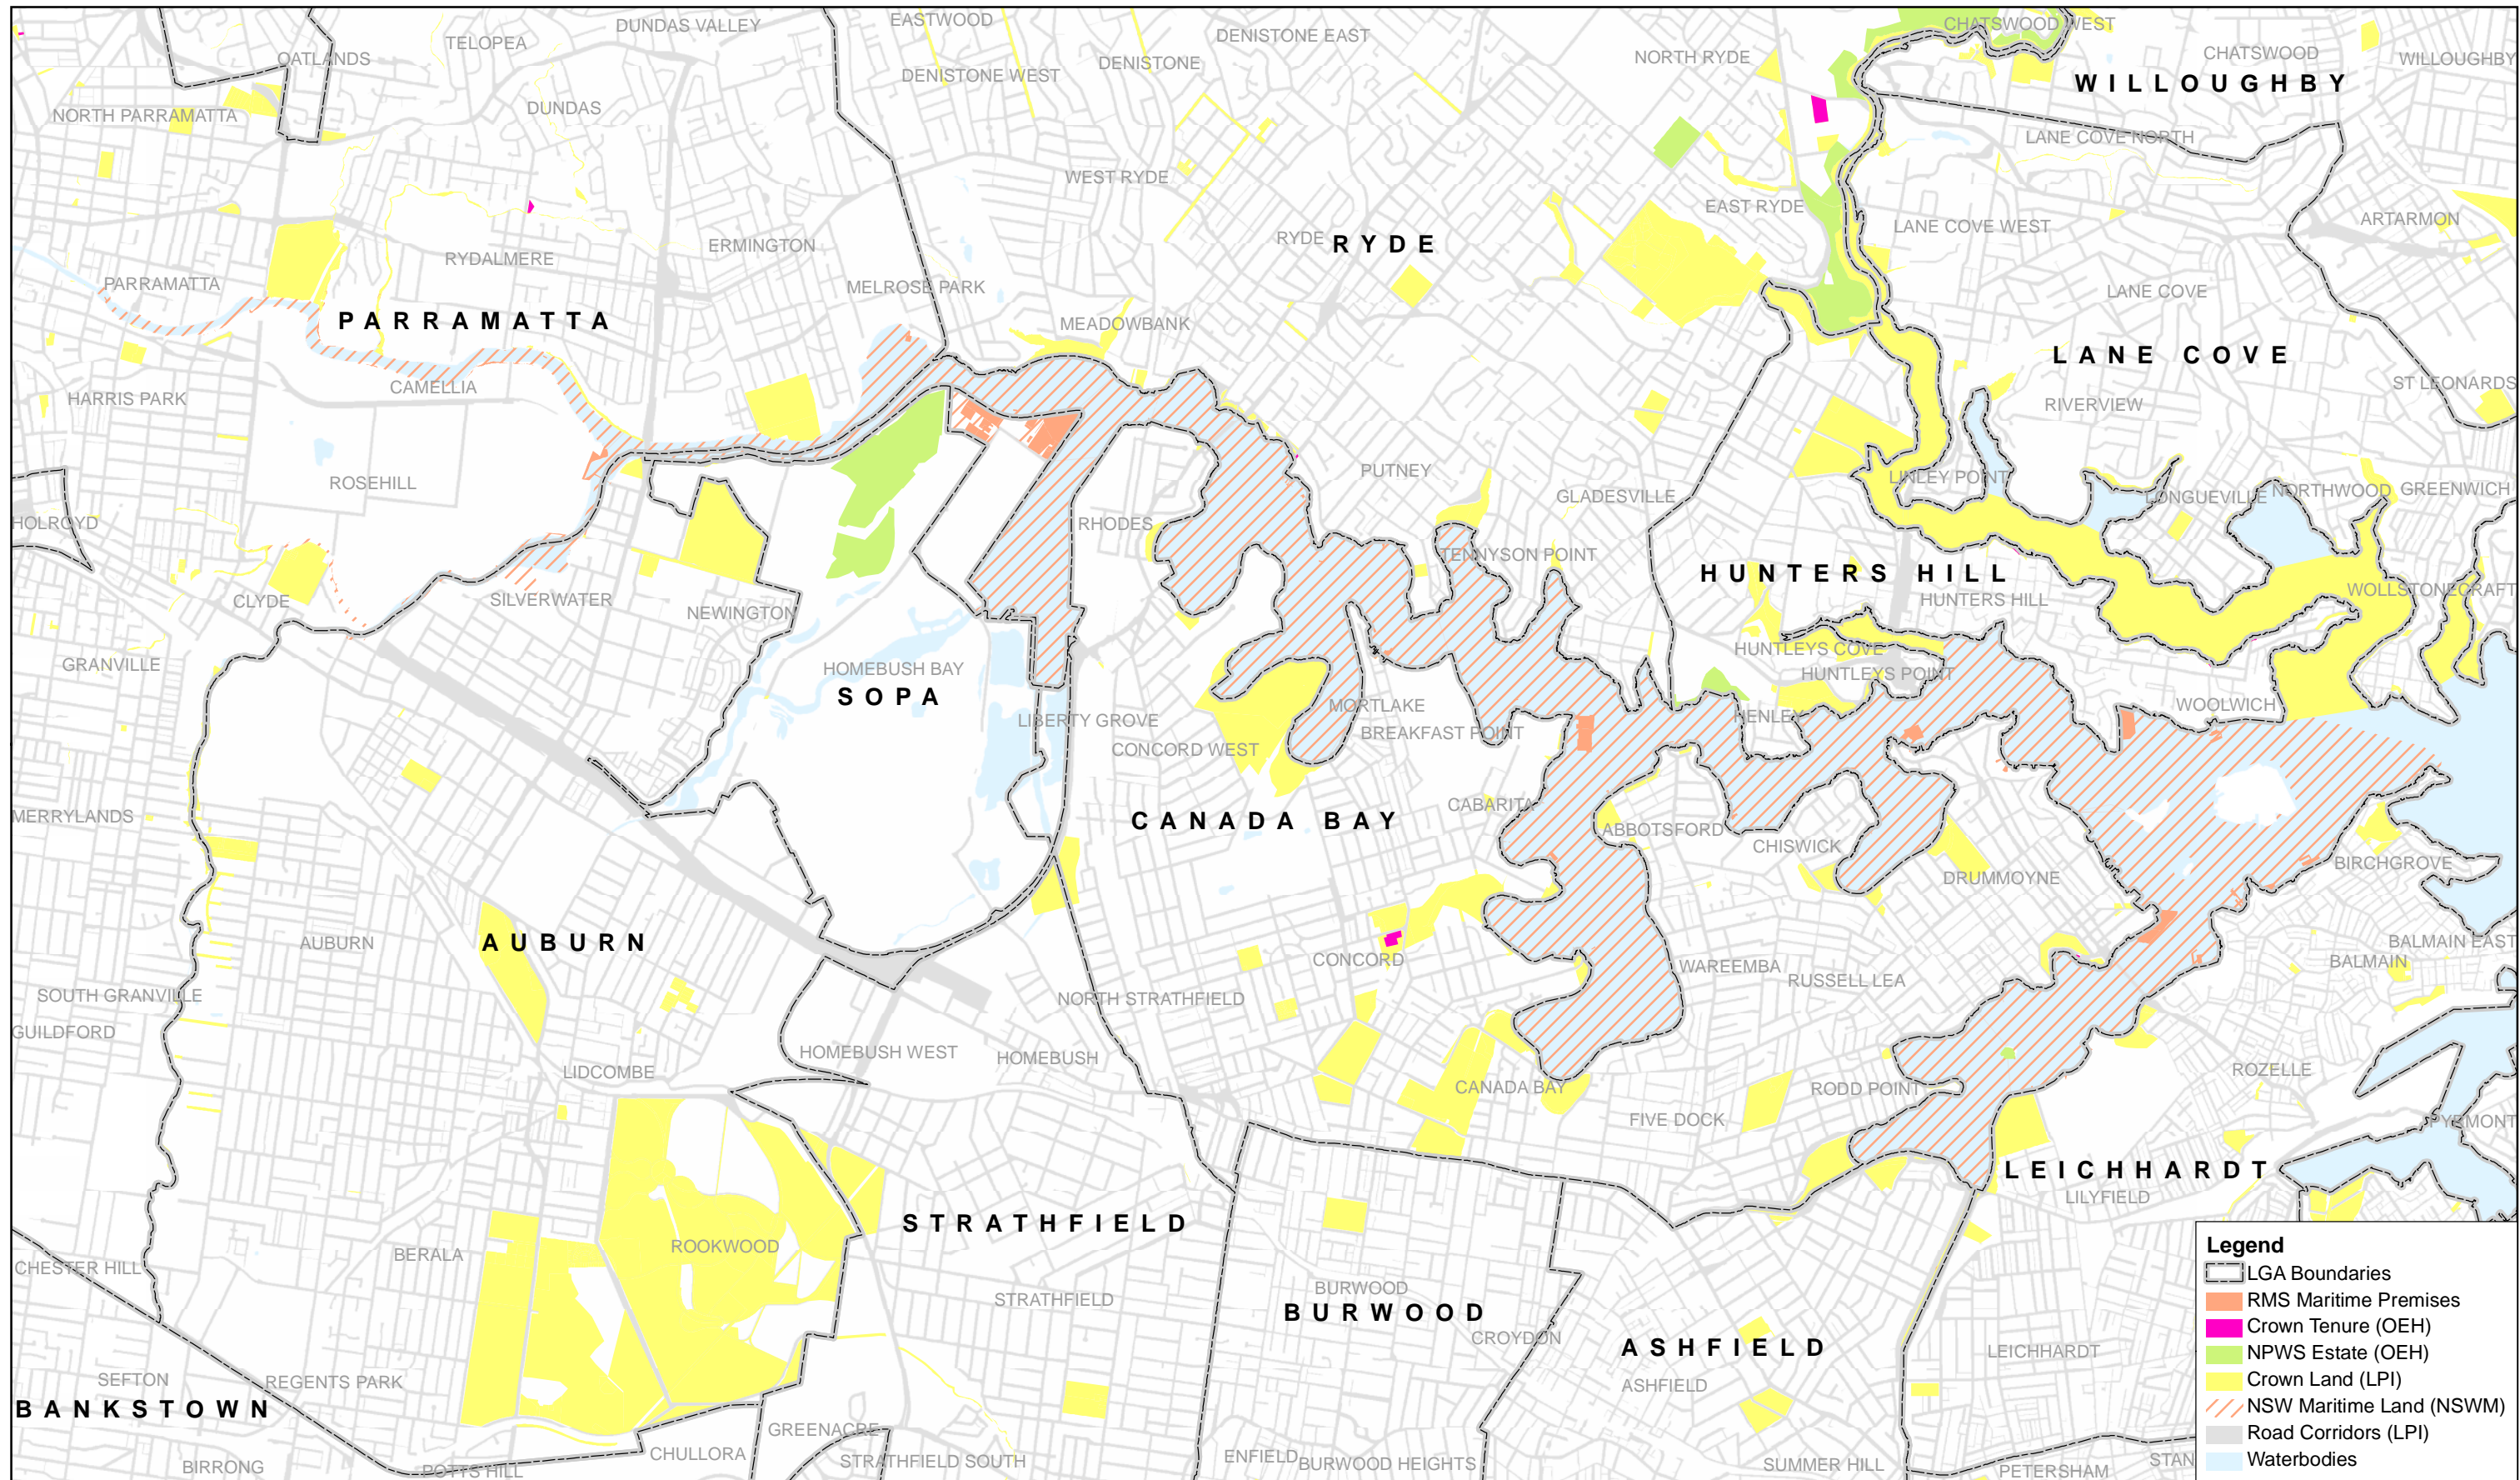 DUNDAS VALLEY
EASTWOOD
CHATSWOOD WEST
TELOPEA
OATLANDS
DENISTONE EAST
DENISTONE WEST
DENISTONE
NORTH RYDE
CHATSWOOD
WILLOUGHBY
WILLOUGHBY
DUNDAS
NORTH PARRAMATTA
LANE COVE NORTH
WEST RYDE
EAST RYDE
LANE COVE WEST
ARTARMON
RYDE
RYDE
ERMINGTON
RYDALMERE
PARRAMATTA
MELROSE PARK
LANE COVE
PARRAMATTA
MEADOWBANK
LANE COVE
CAMELLIA
HARRIS PARK
ST LEONARDS
RIVERVIEW
PUTNEY
ROSEHILL
LINLEY POINT
LONGUEVILLE
NORTHWOOD
GREENWICH
GLADESVILLE
HOLROYD
RHODES
TENNYSON POINT
HUNTERS HILL
CLYDE
SILVERWATER
NEWINGTON
HUNTERS HILL
WOLLSTONECRAFT
GRANVILLE
HOMEBUSH BAY
HUNTLEYS COVE
HUNTLEYS POINT
SOPA
LIBERTY GROVE
MORTLAKE
HENLEY
WOOLWICH
BREAKFAST POINT
CONCORD WEST
MERRYLANDS
CABARITA
CANADA BAY
ABBOTSFORD
CHISWICK
BIRCHGROVE
DRUMMOYNE
AUBURN
AUBURN
BALMAIN EAST
BALMAIN
CONCORD
WAREEMBA
RUSSELL LEA
SOUTH GRANVILLE
NORTH STRATHFIELD
GUILDFORD
HOMEBUSH WEST
HOMEBUSH
LIDCOMBE
ROZELLE
CANADA BAY
RODD POINT
FIVE DOCK
PYRMONT
LEICHHARDT
LILYFIELD
STRATHFIELD
ROOKWOOD
BERALA
CHESTER HILL
BURWOOD
STRATHFIELD
BURWOOD
CROYDON
ASHFIELD
LEICHHARDT
SEFTON
REGENTS PARK
ASHFIELD
BANKSTOWN
GREENACRE
CHULLORA
STRATHFIELD SOUTH
ENFIELD
BURWOOD HEIGHTS
SUMMER HILL
PETERSHAM
STAN
BIRRONG
POTTS HILL
Legend
LGA Boundaries
RMS Maritime Premises
Crown Tenure (OEH)
NPWS Estate (OEH)
Crown Land (LPI)
NSW Maritime Land (NSWM)
Road Corridors (LPI)
Waterbodies